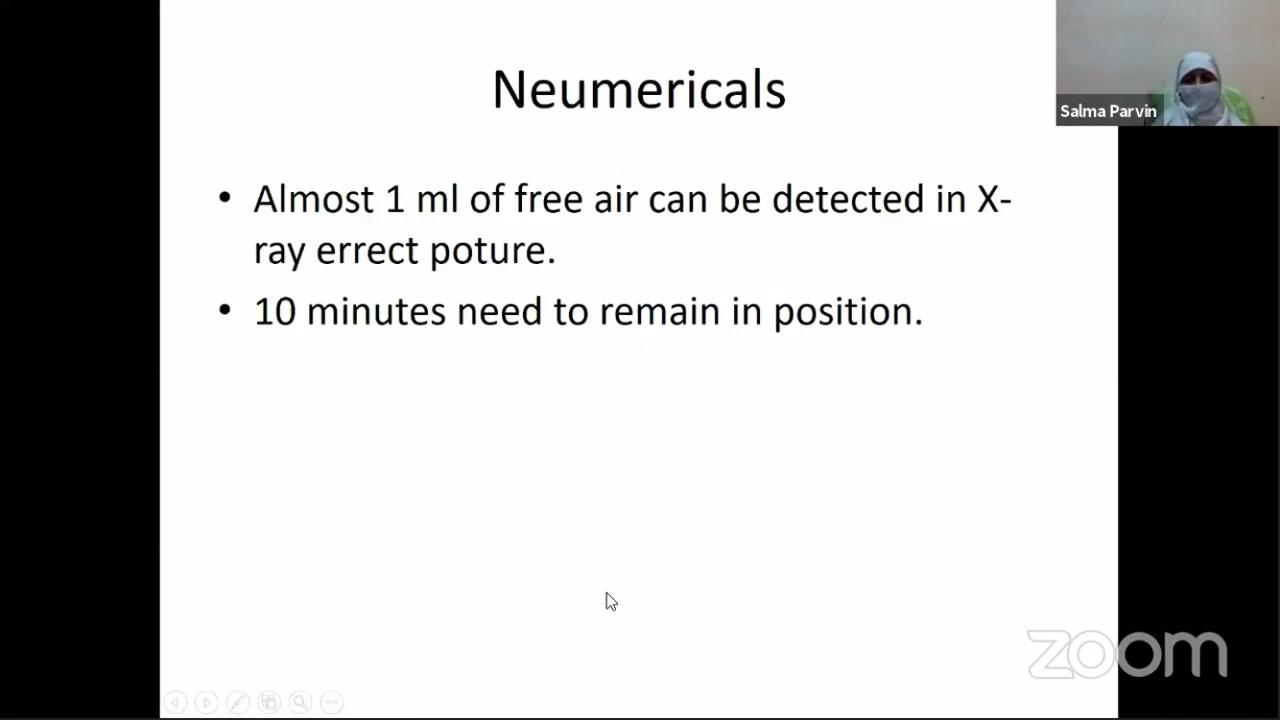 Neumericals
Salma Parvin
• Almost 1 ml of free air can be detected in X-
ray errect poture.
• 10 minutes need to remain in position.
zoom